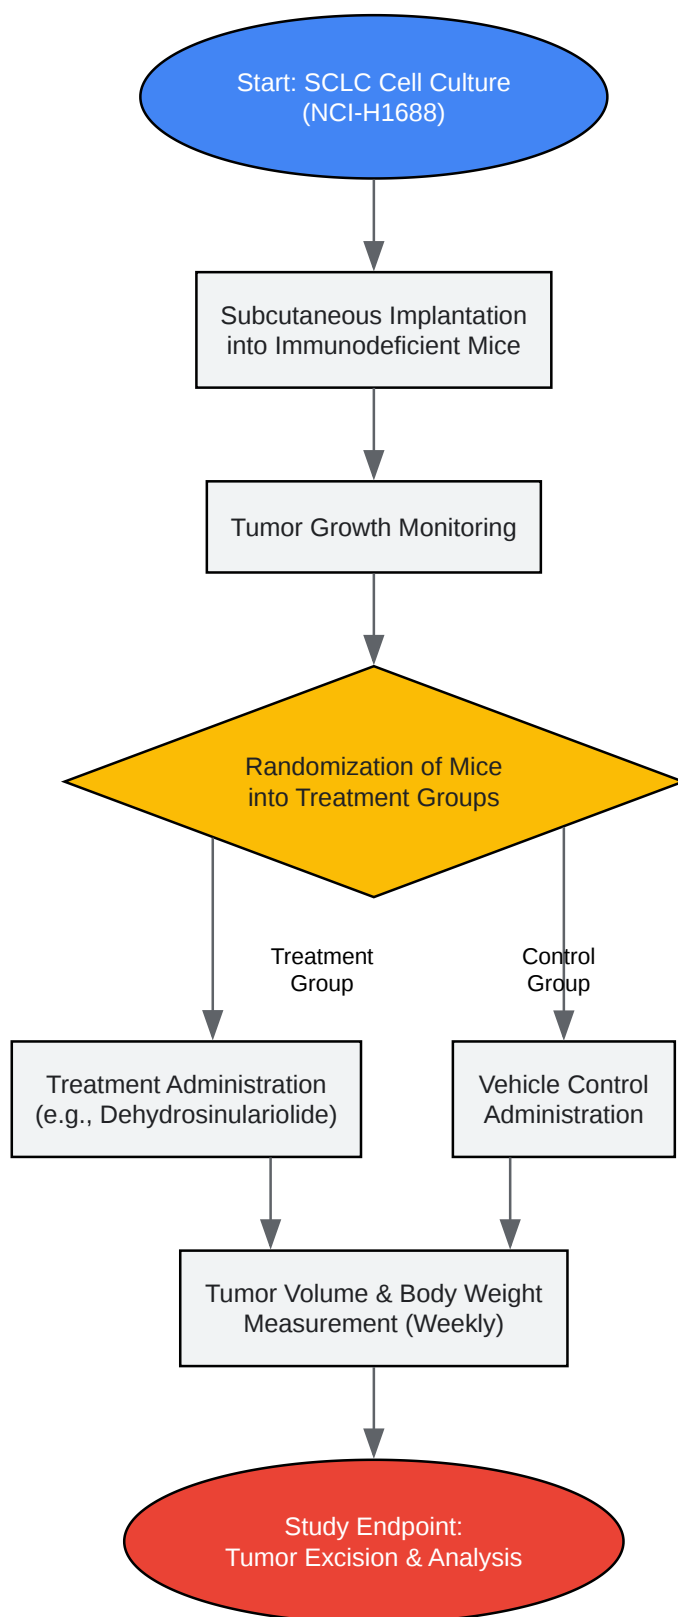 Start: SCLC Cell Culture
(NCI-H1688)
Subcutaneous Implantation
into Immunodeficient Mice
Tumor Growth Monitoring
Randomization of Mice
into Treatment Groups
Treatment
Group
Control
Group
Treatment Administration
(e.g., Dehydrosinulariolide)
Vehicle Control
Administration
Tumor Volume & Body Weight
Measurement (Weekly)
Study Endpoint:
Tumor Excision & Analysis